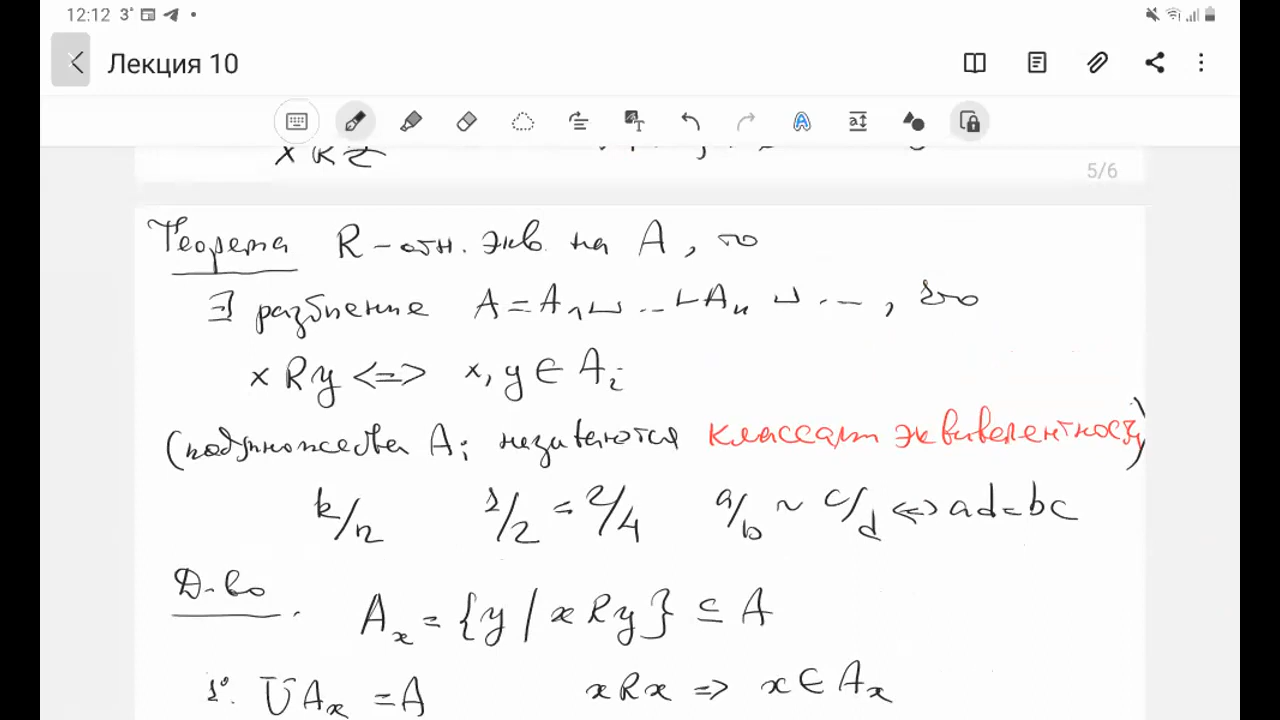 12:12 3°
Лекция 10
x R z
5/6
Теорема R – отн. экв. на A, то
∃ разбиение A = A₁ ⊔ ... ⊔ Aₙ ⊔ ..., что
x R y <=> x, y ∈ Aᵢ
(подмножества Aᵢ называются классами эквивалентности)
k/n 1/2 = 2/4 a/b ~ c/d <=> ad = bc
Д-во. Aₓ = {y / x R y} ⊆ A
1°. ∪ Aₓ = A x R x => x ∈ Aₓ